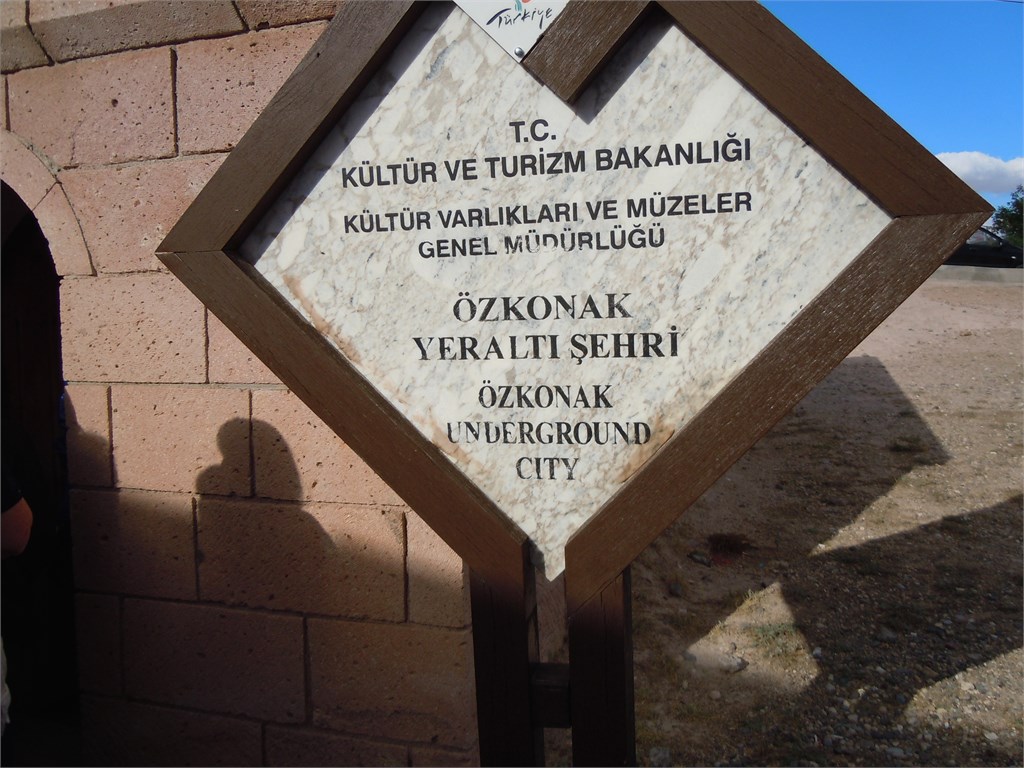 Türkiye
T.C.
KÜLTÜR VE TURİZM BAKANLIĞI
KÜLTÜR VARLIKLARI VE MÜZELER
GENEL MÜDÜRLÜĞÜ
ÖZKONAK
YERALTI ŞEHRİ
ÖZKONAK
UNDERGROUND
CITY